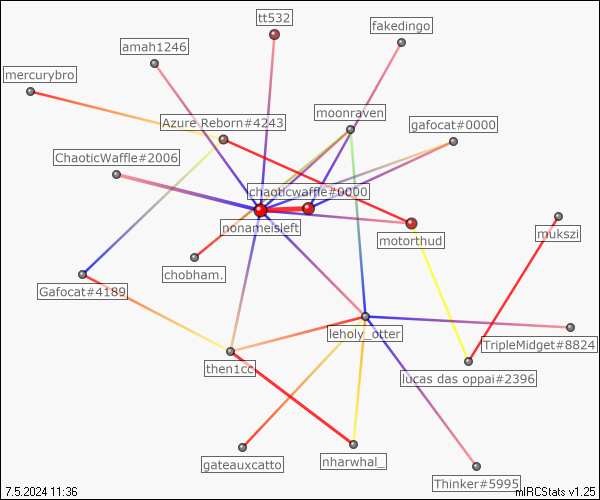 tt532
fakedingo
amah1246
mercurybro
moonraven
Azure Reborn#4243
gafocat#0000
ChaoticWaffle#2006
chaoticwaffle#0000
nonameisleft
motorthud
mukszi
chobham.
Gafocat#4189
leholy_otter
TripleMidget#8824
then1cc
lucas das oppai#2396
gateauxcatto
nharwhal_
Thinker#5995
7.5.2024 11:36
mIRCStats v1.25